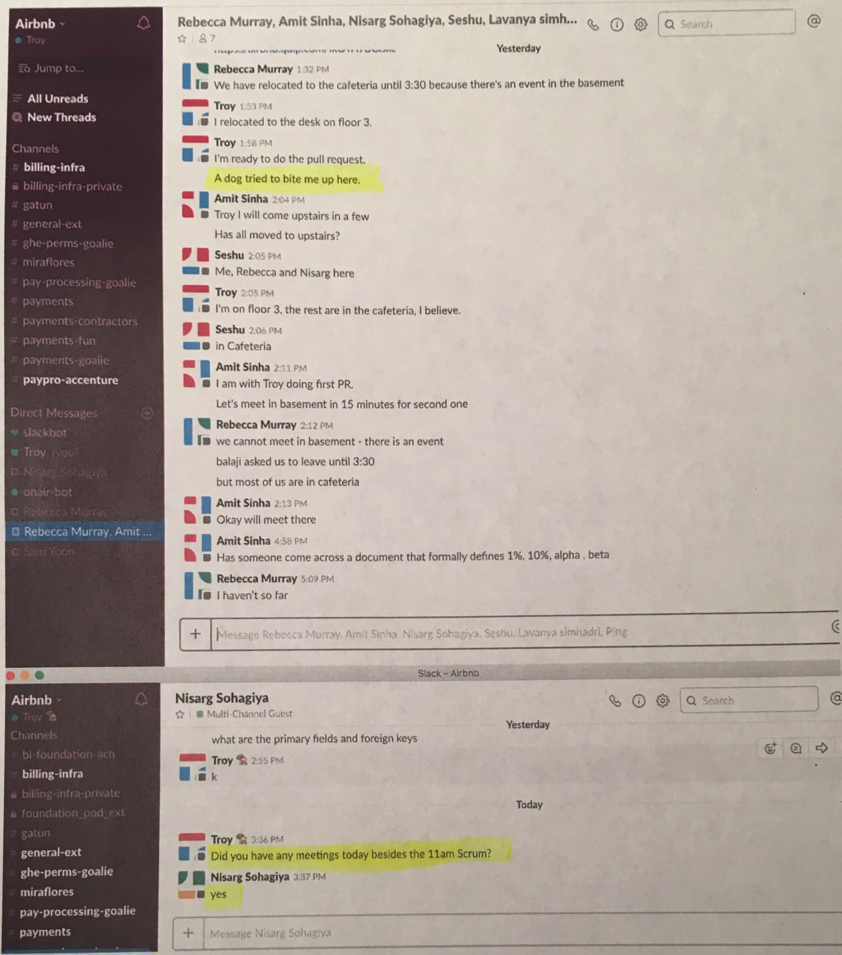 Airbnb
Troy
Jump to...
All Unreads
New Threads
Channels
# billing-infra
billing-infra-private
# gatun
# general-ext
# ghe-perms-goalie
# miraflores
# pay-processing-goalie
# payments
# payments-contractors
# payments-fun
# payments-goalie
# paypro-accenture
Direct Messages
slackbot
Troy (you)
Nisarg Sohagiya
onair-bot
Rebecca Murray
Rebecca Murray, Amit ...
Sam Yoon
Rebecca Murray, Amit Sinha, Nisarg Sohagiya, Seshu, Lavanya simh...
7
Search
Yesterday
Rebecca Murray 1:32 PM
We have relocated to the cafeteria until 3:30 because there's an event in the basement
Troy 1:53 PM
I relocated to the desk on floor 3.
Troy 1:58 PM
I'm ready to do the pull request.
A dog tried to bite me up here.
Amit Sinha 2:04 PM
Troy I will come upstairs in a few
Has all moved to upstairs?
Seshu 2:05 PM
Me, Rebecca and Nisarg here
Troy 2:05 PM
I'm on floor 3, the rest are in the cafeteria, I believe.
Seshu 2:06 PM
in Cafeteria
Amit Sinha 2:11 PM
I am with Troy doing first PR.
Let's meet in basement in 15 minutes for second one
Rebecca Murray 2:12 PM
we cannot meet in basement - there is an event
balaji asked us to leave until 3:30
but most of us are in cafeteria
Amit Sinha 2:13 PM
Okay will meet there
Amit Sinha 4:58 PM
Has someone come across a document that formally defines 1%, 10%, alpha , beta
Rebecca Murray 5:09 PM
I haven't so far
Message Rebecca Murray, Amit Sinha, Nisarg Sohagiya, Seshu, Lavanya simhadri, Ping
Slack - Airbnb
Airbnb
Troy
Channels
# bi-foundation-acn
# billing-infra
billing-infra-private
foundation_pod_ext
# gatun
# general-ext
# ghe-perms-goalie
# miraflores
# pay-processing-goalie
# payments
Nisarg Sohagiya
Multi-Channel Guest
Search
Yesterday
what are the primary fields and foreign keys
Troy 2:55 PM
k
Today
Troy 3:36 PM
Did you have any meetings today besides the 11am Scrum?
Nisarg Sohagiya 3:37 PM
yes
Message Nisarg Sohagiya